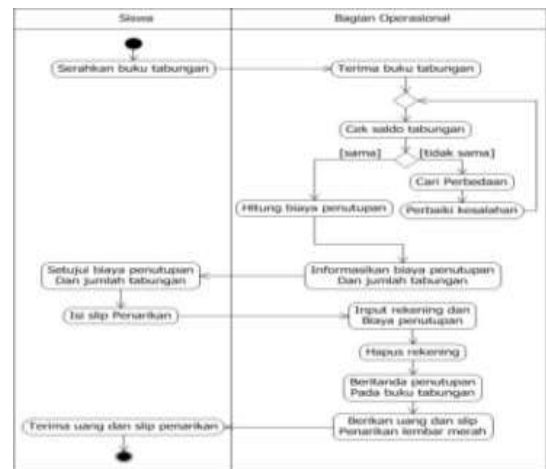 Siswa
Bagian Operasional
Serahkan buku tabungan
Terima buku tabungan
Cek saldo tabungan
[sama]
[tidak sama]
Cari Perbedaan
Hitung biaya penutupan
Perbaiki kesalahan
Setujui biaya penutupan
Dan jumlah tabungan
Informasikan biaya penutupan
Dan jumlah tabungan
Isi slip Penarikan
Input rekening dan
Biaya penutupan
Hapus rekening
Beritanda penutupan
Pada buku tabungan
Terima uang dan slip penarikan
Berikan uang dan slip
Penarikan lembar merah